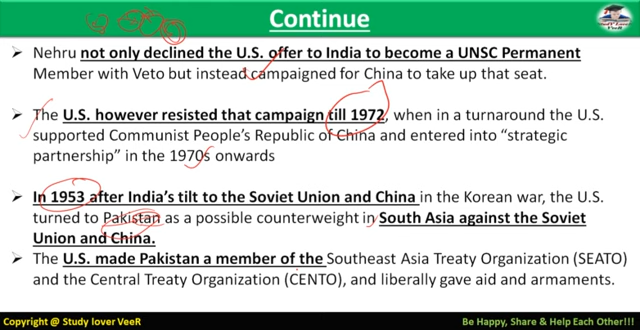 Continue
Study Lover
VeeR
➢ Nehru not only declined the U.S. offer to India to become a UNSC Permanent
Member with Veto but instead campaigned for China to take up that seat.
➢ The U.S. however resisted that campaign till 1972, when in a turnaround the U.S.
supported Communist People's Republic of China and entered into "strategic
partnership" in the 1970s onwards
➢ In 1953 after India's tilt to the Soviet Union and China in the Korean war, the U.S.
turned to Pakistan as a possible counterweight in South Asia against the Soviet
Union and China.
➢ The U.S. made Pakistan a member of the Southeast Asia Treaty Organization (SEATO)
and the Central Treaty Organization (CENTO), and liberally gave aid and armaments.
Copyright @ Study lover VeeR
Be Happy, Share & Help Each Other!!!